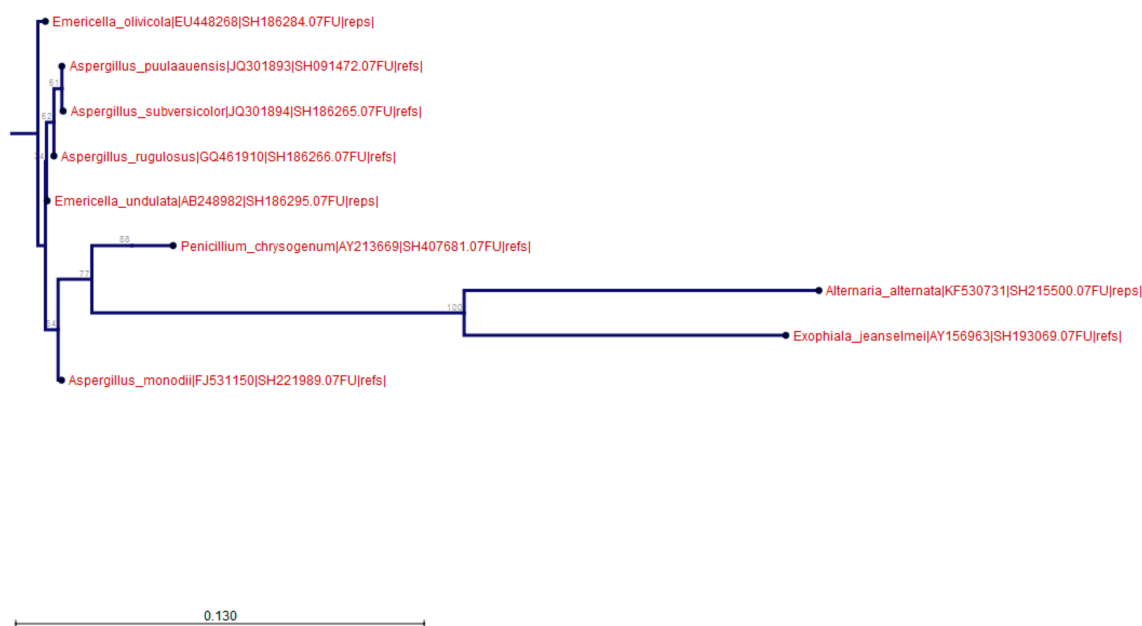 Emericella_olivicola|EU448268|SH186284.07FU|reps|
Aspergillus_puulaauensis|JQ301893|SH091472.07FU|refs|
61
Aspergillus_subversicolor|JQ301894|SH186265.07FU|refs|
62
Aspergillus_rugulosus|GQ461910|SH186266.07FU|refs|
Emericella_undulata|AB248982|SH186295.07FU|reps|
88
Penicillium_chrysogenum|AY213669|SH407681.07FU|refs|
77
Alternaria_alternata|KF530731|SH215500.07FU|reps|
100
Exophiala_jeanselmei|AY156963|SH193069.07FU|refs|
Aspergillus_monodii|FJ531150|SH221989.07FU|refs|
0.130